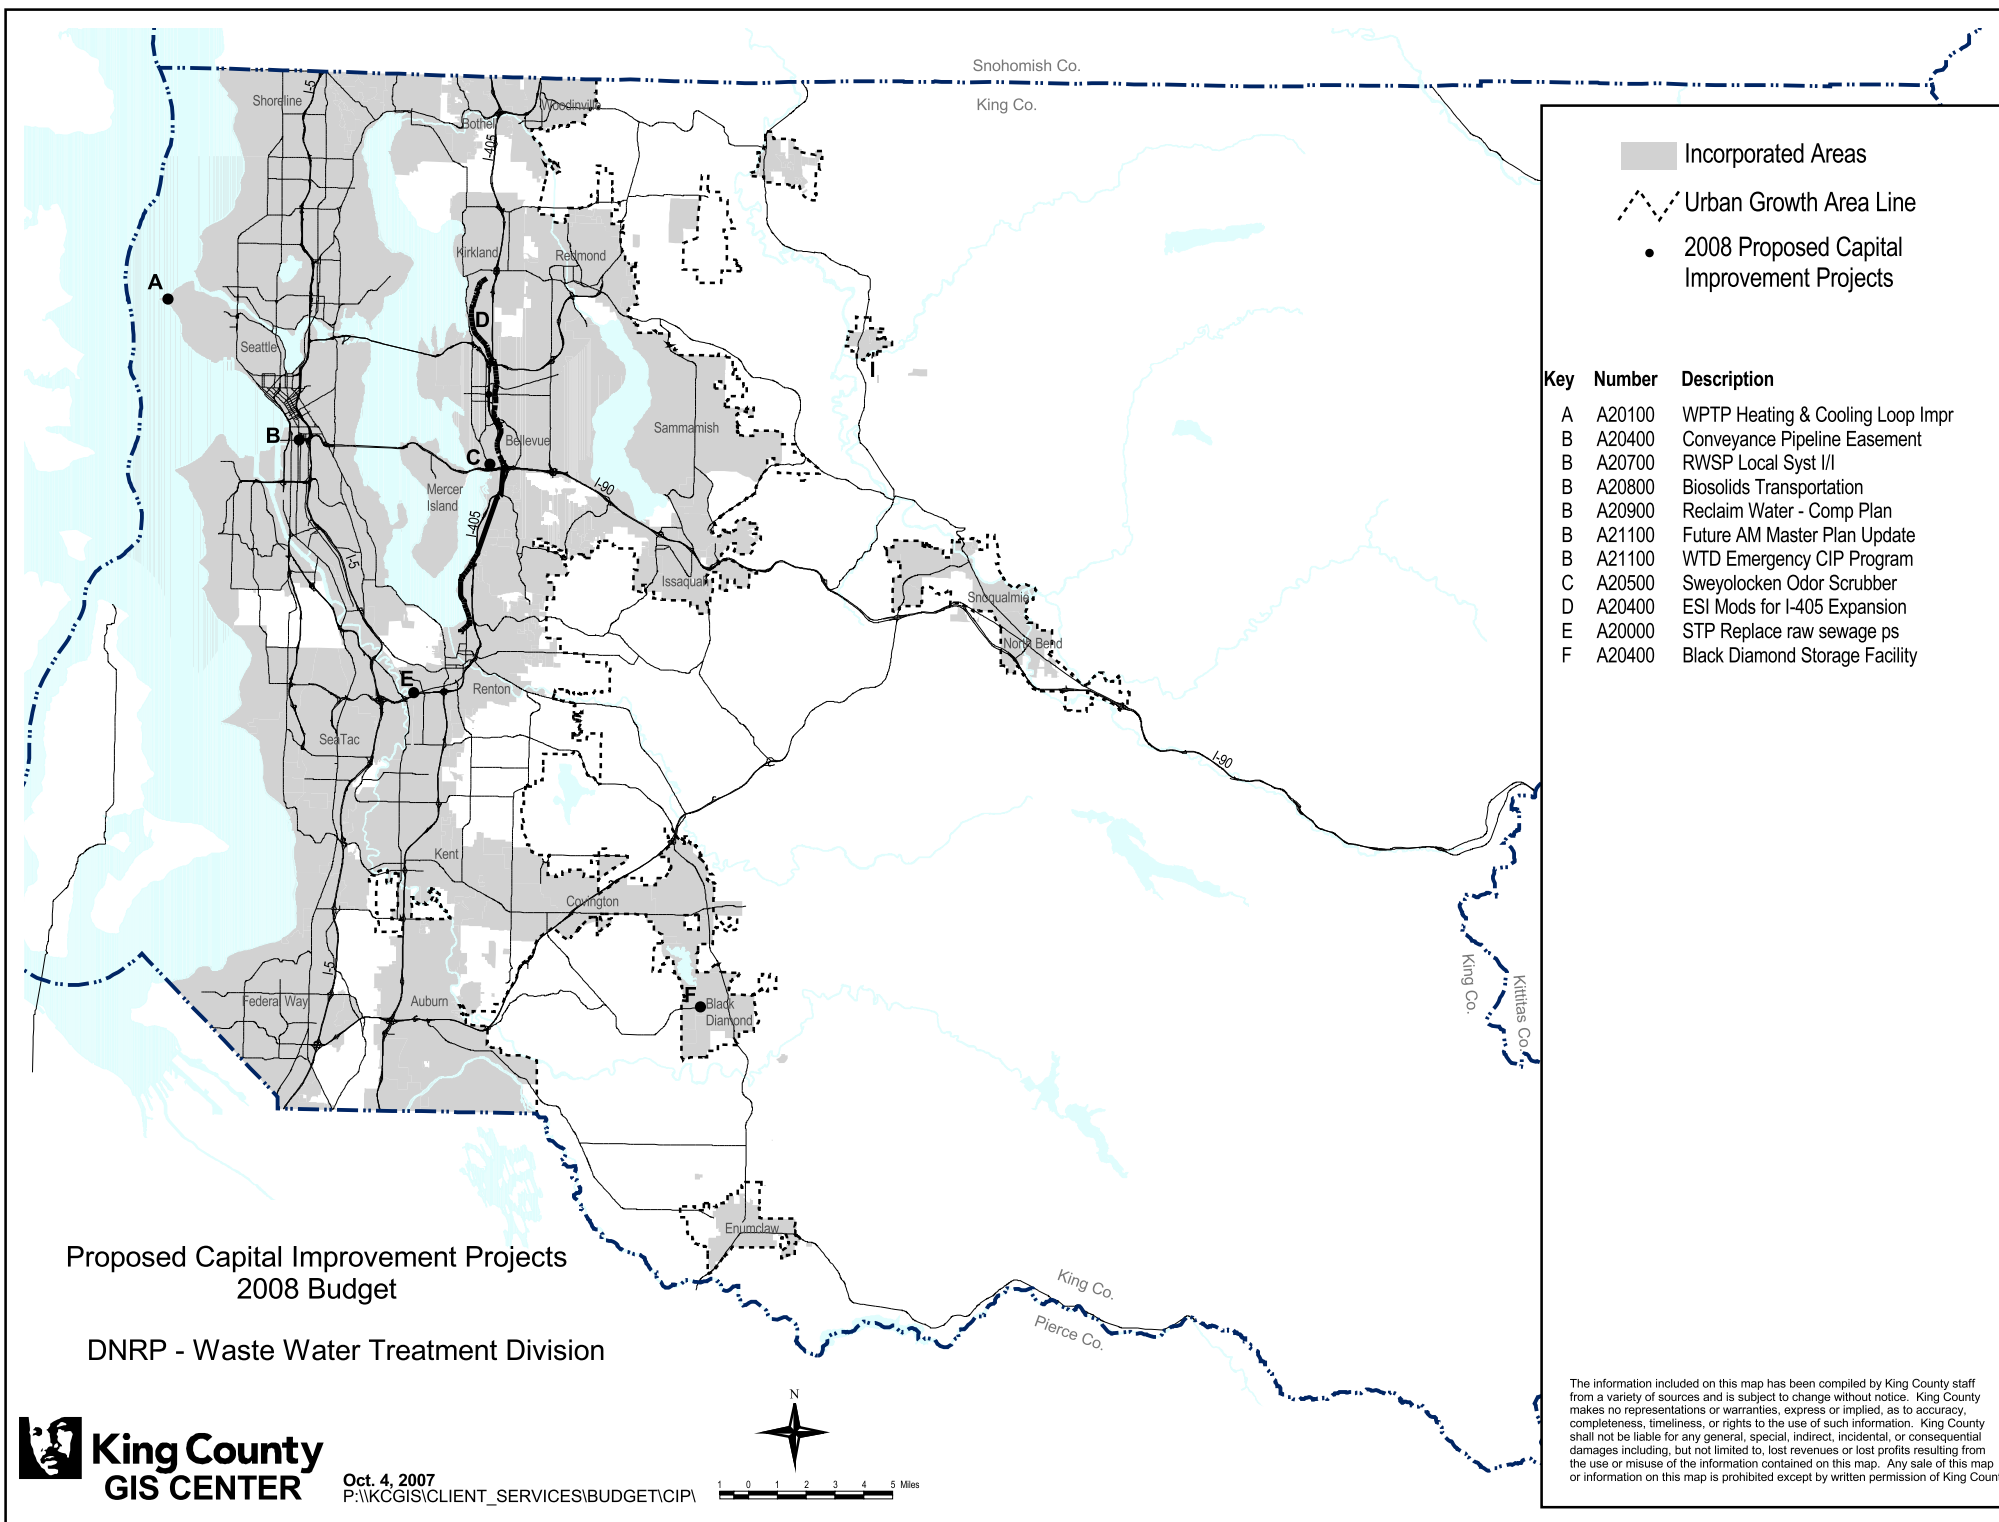 Snohomish Co.
King Co.
Shoreline
I-5
Bothell
Woodinville
I-405
Kirkland
Redmond
A
D
Seattle
I
Sammamish
B
Bellevue
C
Mercer
Island
I-90
I-405
I-5
Issaquah
Snoqualmie
North Bend
E
Renton
SeaTac
I-90
Kent
Covington
I-5
Federal Way
Auburn
F
Black
Diamond
King Co.
Kittitas Co.
Enumclaw
King Co.
Pierce Co.
Incorporated Areas
Urban Growth Area Line
2008 Proposed Capital
Improvement Projects
Key Number Description
A A20100 WPTP Heating & Cooling Loop Impr
B A20400 Conveyance Pipeline Easement
B A20700 RWSP Local Syst I/I
B A20800 Biosolids Transportation
B A20900 Reclaim Water - Comp Plan
B A21100 Future AM Master Plan Update
B A21100 WTD Emergency CIP Program
C A20500 Sweyolocken Odor Scrubber
D A20400 ESI Mods for I-405 Expansion
E A20000 STP Replace raw sewage ps
F A20400 Black Diamond Storage Facility
Proposed Capital Improvement Projects
2008 Budget
DNRP - Waste Water Treatment Division
King County
GIS CENTER
Oct. 4, 2007
P:\\KCGIS\CLIENT_SERVICES\BUDGET\CIP\
N
1 0 1 2 3 4 5 Miles
The information included on this map has been compiled by King County staff
from a variety of sources and is subject to change without notice. King County
makes no representations or warranties, express or implied, as to accuracy,
completeness, timeliness, or rights to the use of such information. King County
shall not be liable for any general, special, indirect, incidental, or consequential
damages including, but not limited to, lost revenues or lost profits resulting from
the use or misuse of the information contained on this map. Any sale of this map
or information on this map is prohibited except by written permission of King Coun